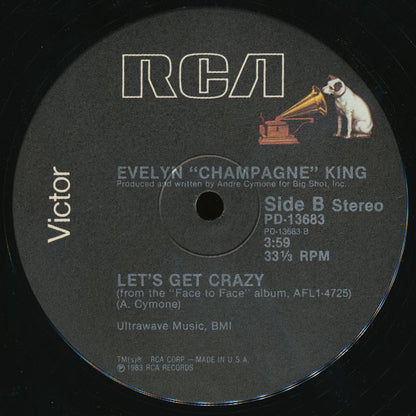 RCA
Victor
EVELYN "CHAMPAGNE" KING
Produced and written by Andre Cymone for Big Shot, Inc.
Side B Stereo
PD-13683
PD-13683-B
3:59
33⅓ RPM
LET'S GET CRAZY
(from the "Face to Face" album, AFL1-4725)
(A. Cymone)
Ultrawave Music, BMI
TM(s)® RCA CORP.—MADE IN U.S.A.
℗ 1983 RCA RECORDS